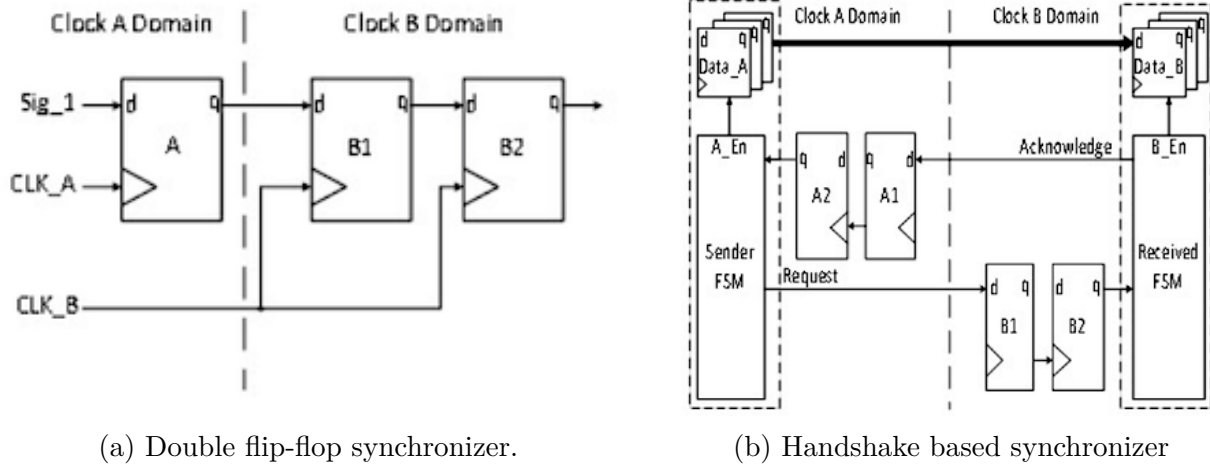 Clock A Domain
Clock B Domain
Sig_1
d
q
A
CLK_A
d
q
B1
d
q
B2
CLK_B
(a) Double flip-flop synchronizer.
Clock A Domain
Clock B Domain
d
q
q
q
Data_A
d
q
q
q
Data_B
A_En
B_En
Acknowledge
q
d
A2
q
d
A1
Sender
FSM
Request
d
q
B1
d
q
B2
Received
FSM
(b) Handshake based synchronizer